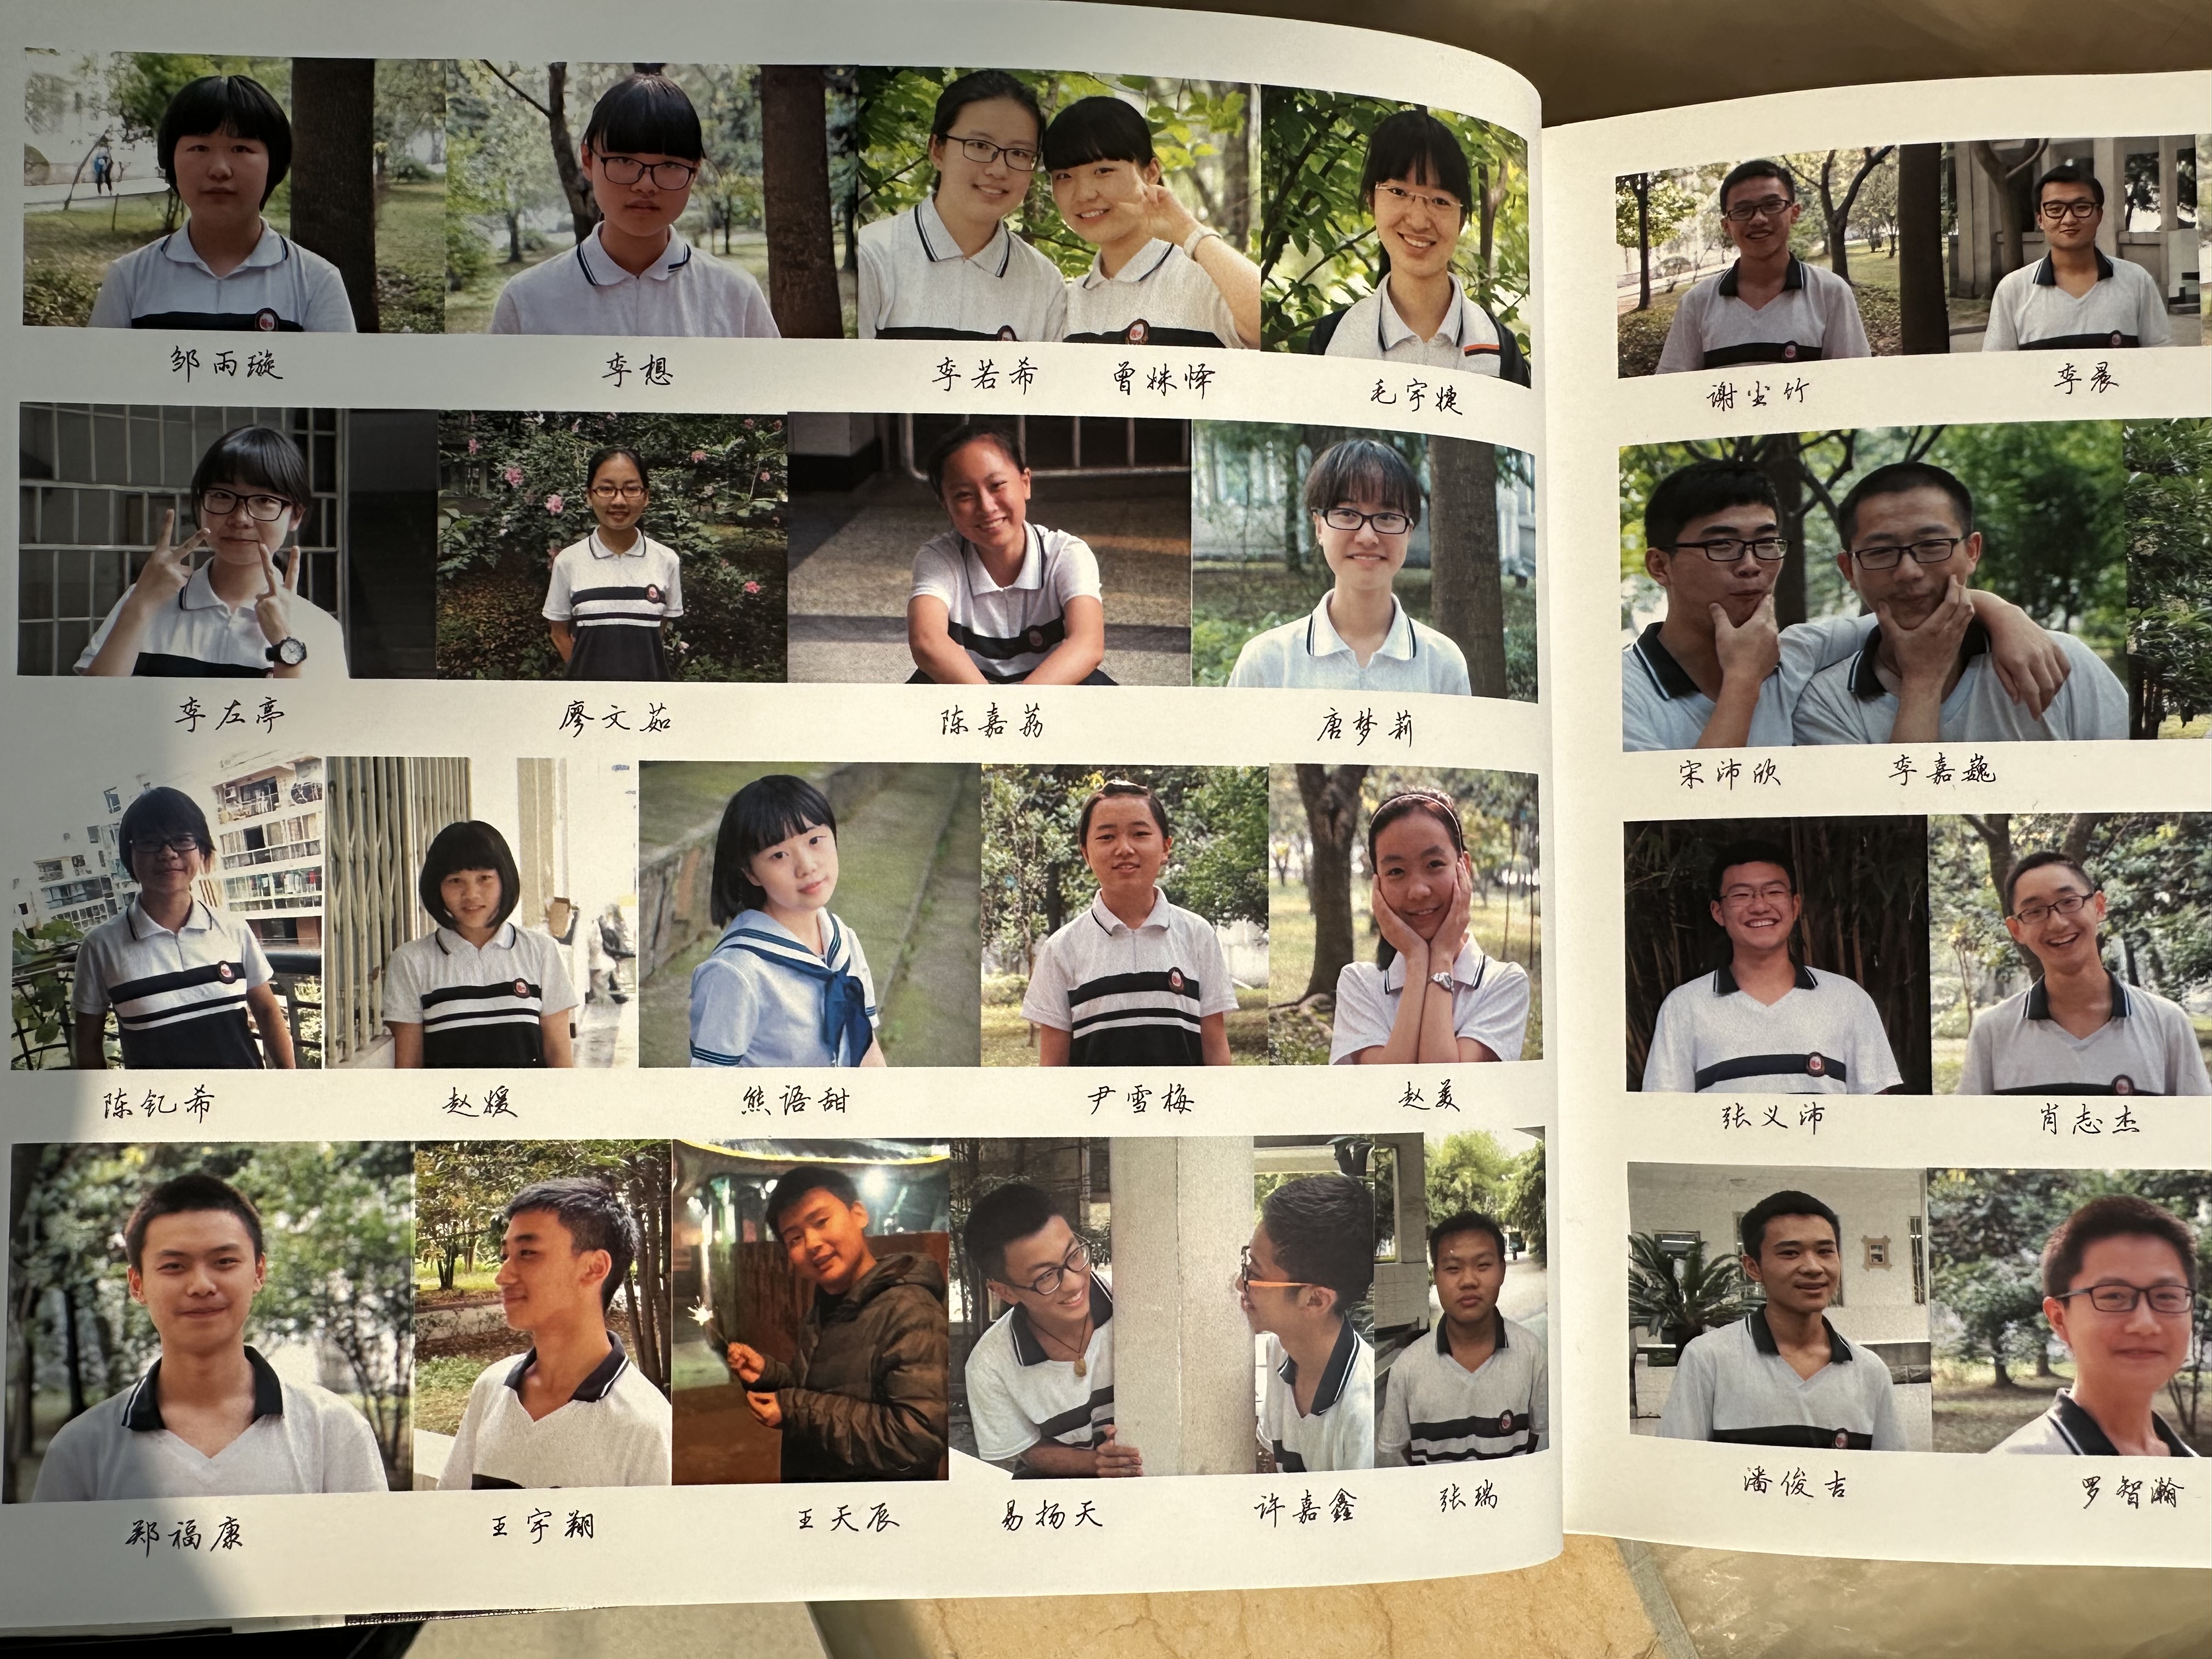 邹雨璇 李想 李若希 曾姝怿 毛宇婕
李左亭 廖文茹 陈嘉荔 唐梦莉
陈钇希 赵媛 熊语甜 尹雪梅 赵美
郑福康 王宇翔 王天辰 易扬天 许嘉鑫 张瑞
谢尘竹 李晨
宋沛欣 李嘉巍
张义沛 肖志杰
潘俊吉 罗智瀚